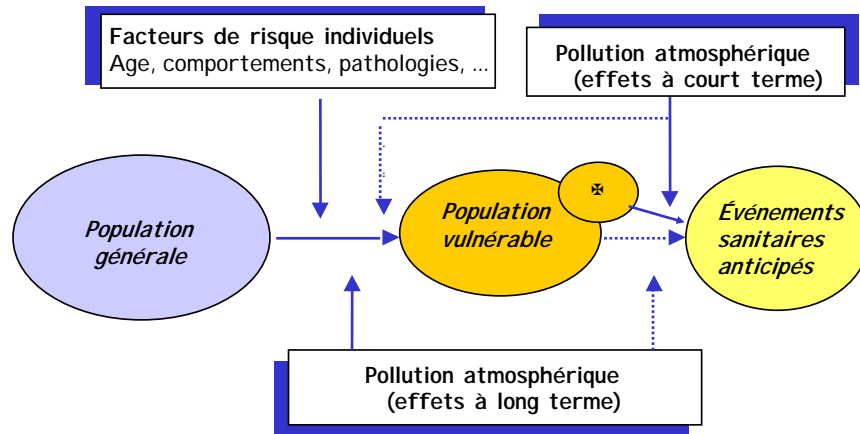 Facteurs de risque individuels
Age, comportements, pathologies, ...
Pollution atmosphérique
(effets à court terme)
Population
générale
Population
vulnérable
✠
Événements
sanitaires
anticipés
Pollution atmosphérique
(effets à long terme)